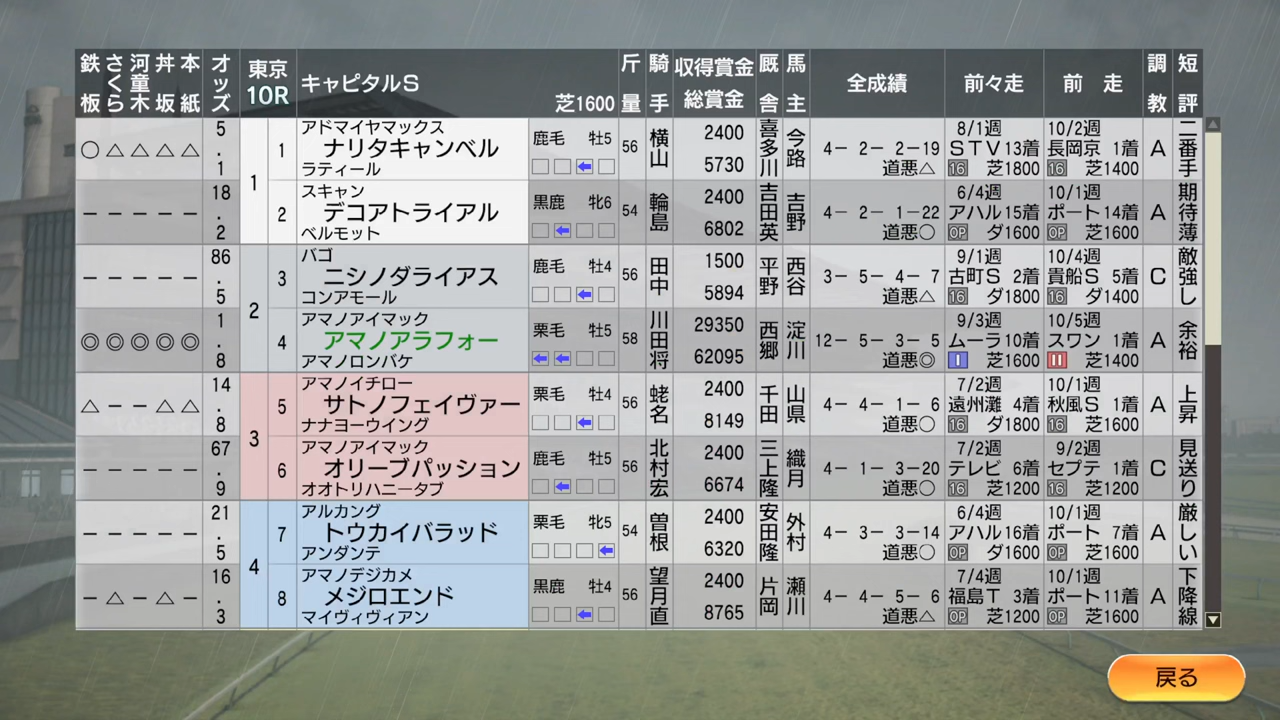 鉄板 さくら 河童木 丼坂 本紙 オッズ 東京10R キャピタルS 芝1600 斤量 騎手 収得賞金 総賞金 厩舎 馬主 全成績 前々走 前走 調教 短評
○ △ △ △ △ 5.1 1 1 アドマイヤマックス
ナリタキャンベル
ラティール
鹿毛 牡5 56 横山 2400 5730 喜多川 今路 4-2-2-19 道悪△
8/1週 STV13着 16 芝1800
10/2週 長岡京 1着 16 芝1400 A 二番手
- - - - - 18.2 2 スキャン
デコアトライアル
ベルモット
黒鹿 牝6 54 輪島 2400 6802 吉田英 吉野 4-2-1-22 道悪○
6/4週 アハル15着 OP ダ1600
10/1週 ポート14着 OP 芝1600 A 期待薄
- - - - - 86.5 2 3 バゴ
ニシノダライアス
コンアモール
鹿毛 牡4 56 田中 1500 5894 平野 西谷 3-5-4-7 道悪△
9/1週 古町S 2着 16 ダ1800
10/4週 貴船S 5着 16 ダ1400 C 敵強し
◎ ◎ ◎ ◎ ◎ 1.8 4 アマノアイマック
アマノアラフォー
アマノロンバケ
栗毛 牡5 58 川田将 29350 62095 西郷 淀川 12-5-3-5 道悪◎
9/3週 ムーラ10着 I 芝1600
10/5週 スワン 1着 II 芝1400 A 余裕
△ - - △ △ 14.8 3 5 アマノイチロー
サトノフェイヴァー
ナナヨーウイング
栗毛 牡4 56 蛯名 2400 8149 千田 山県 4-4-1-6 道悪○
7/2週 遠州灘 4着 16 ダ1800
10/1週 秋風S 1着 16 芝1600 A 上昇
- - - - - 67.9 6 アマノアイマック
オリーブパッション
オオトリハニータブ
鹿毛 牡5 56 北村宏 2400 6674 三上隆 織月 4-1-3-20 道悪○
7/2週 テレビ 6着 16 芝1200
9/2週 セプテ 1着 16 芝1200 C 見送り
- - - - - 21.5 4 7 アルカング
トウカイバラッド
アンダンテ
栗毛 牝5 54 曽根 2400 6320 安田隆 外村 4-3-3-14 道悪○
6/4週 アハル16着 OP ダ1600
10/1週 ポート 7着 OP 芝1600 A 厳しい
- △ - △ - 16.3 8 アマノデジカメ
メジロエンド
マイヴィヴィアン
黒鹿 牡4 56 望月直 2400 8765 片岡 瀬川 4-4-5-6 道悪△
7/4週 福島T 3着 OP 芝1200
10/1週 ポート11着 OP 芝1600 A 下降線
戻る